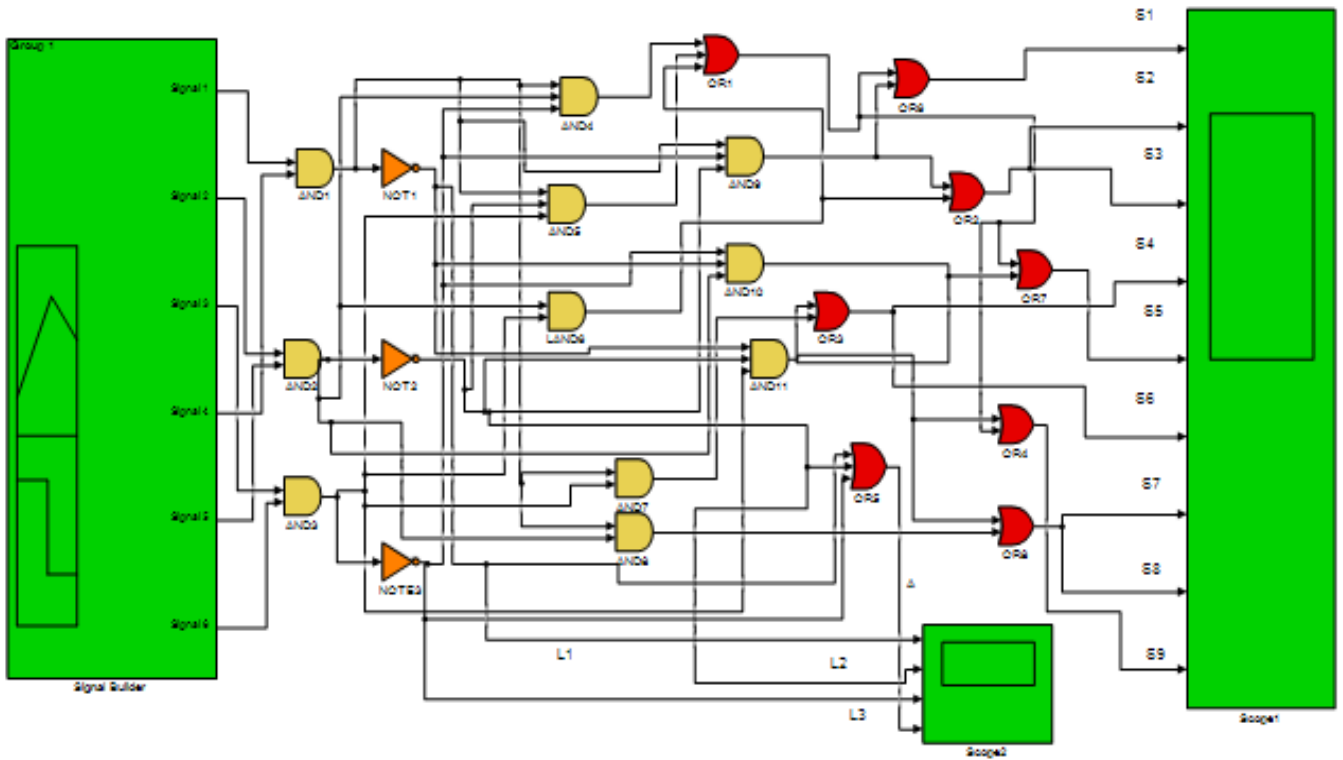 Group 1
Signal 1
Signal 2
Signal 3
Signal 4
Signal 5
Signal 6
Signal Builder
AND1
AND2
AND3
NOT1
NOT2
NOTE3
AND4
AND5
LAND6
AND7
AND8
OR1
AND9
AND10
AND11
OR3
OR5
OR6
OR2
OR7
OR4
OR8
S1
S2
S3
S4
S5
S6
S7
S8
S9
A
L1
L2
L3
Scope2
Scope1